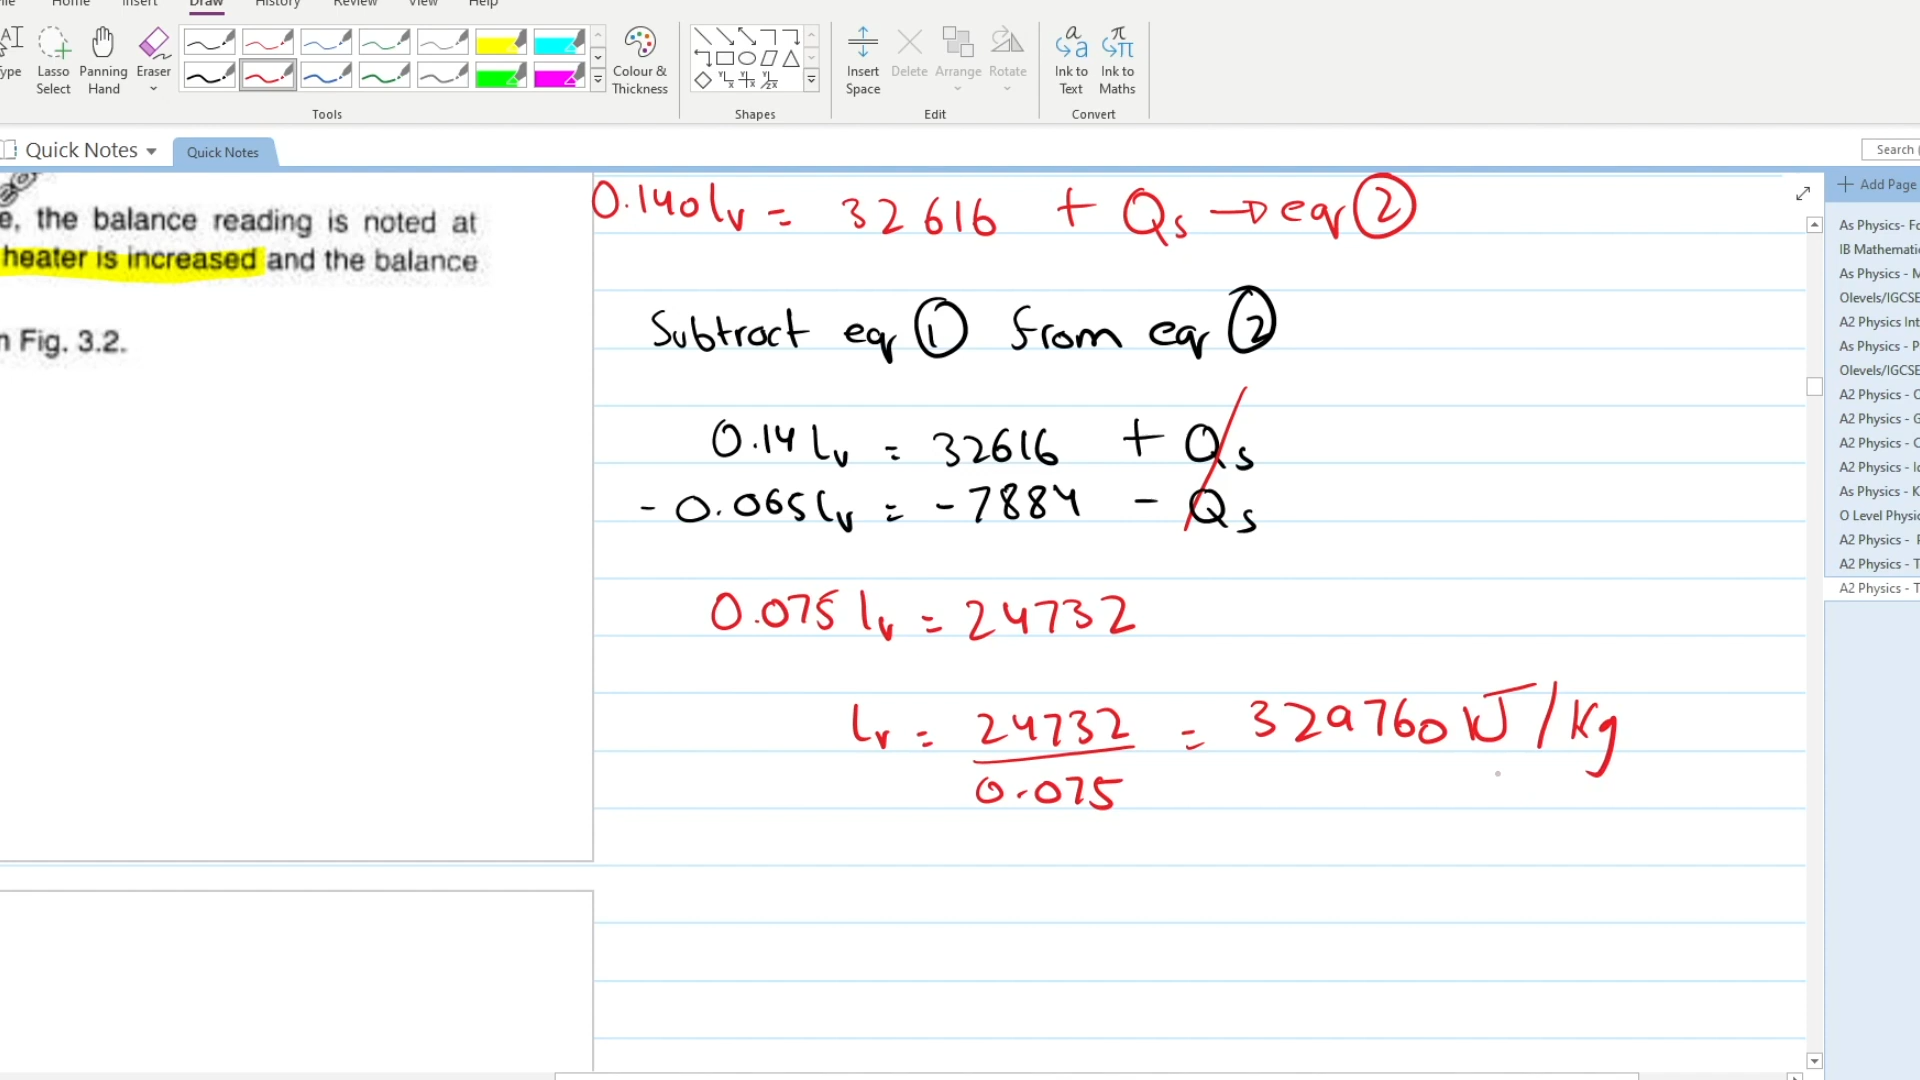 Home Insert Draw History Review View Help
Type
Lasso Select
Panning Hand
Eraser
Colour & Thickness
Insert Space
Delete
Arrange
Rotate
Ink to Text
Ink to Maths
Tools
Shapes
Edit
Convert
Quick Notes
Quick Notes
Search
Add Page
e, the balance reading is noted at
heater is increased and the balance
n Fig. 3.2.
0.140 lv = 32616 + Qs → eq ②
Subtract eq ① from eq ②
0.14 lv = 32616 + Qs
- 0.065 lv = -7884 - Qs
0.075 lv = 24732
lv = 24732 / 0.075 = 329760 kJ/kg
As Physics- Fo
IB Mathematic
As Physics - M
Olevels/IGCSE
A2 Physics Int
As Physics - P
Olevels/IGCSE
A2 Physics - C
A2 Physics - G
A2 Physics - C
A2 Physics - Ic
As Physics - K
O Level Physic
A2 Physics - P
A2 Physics - T
A2 Physics - T